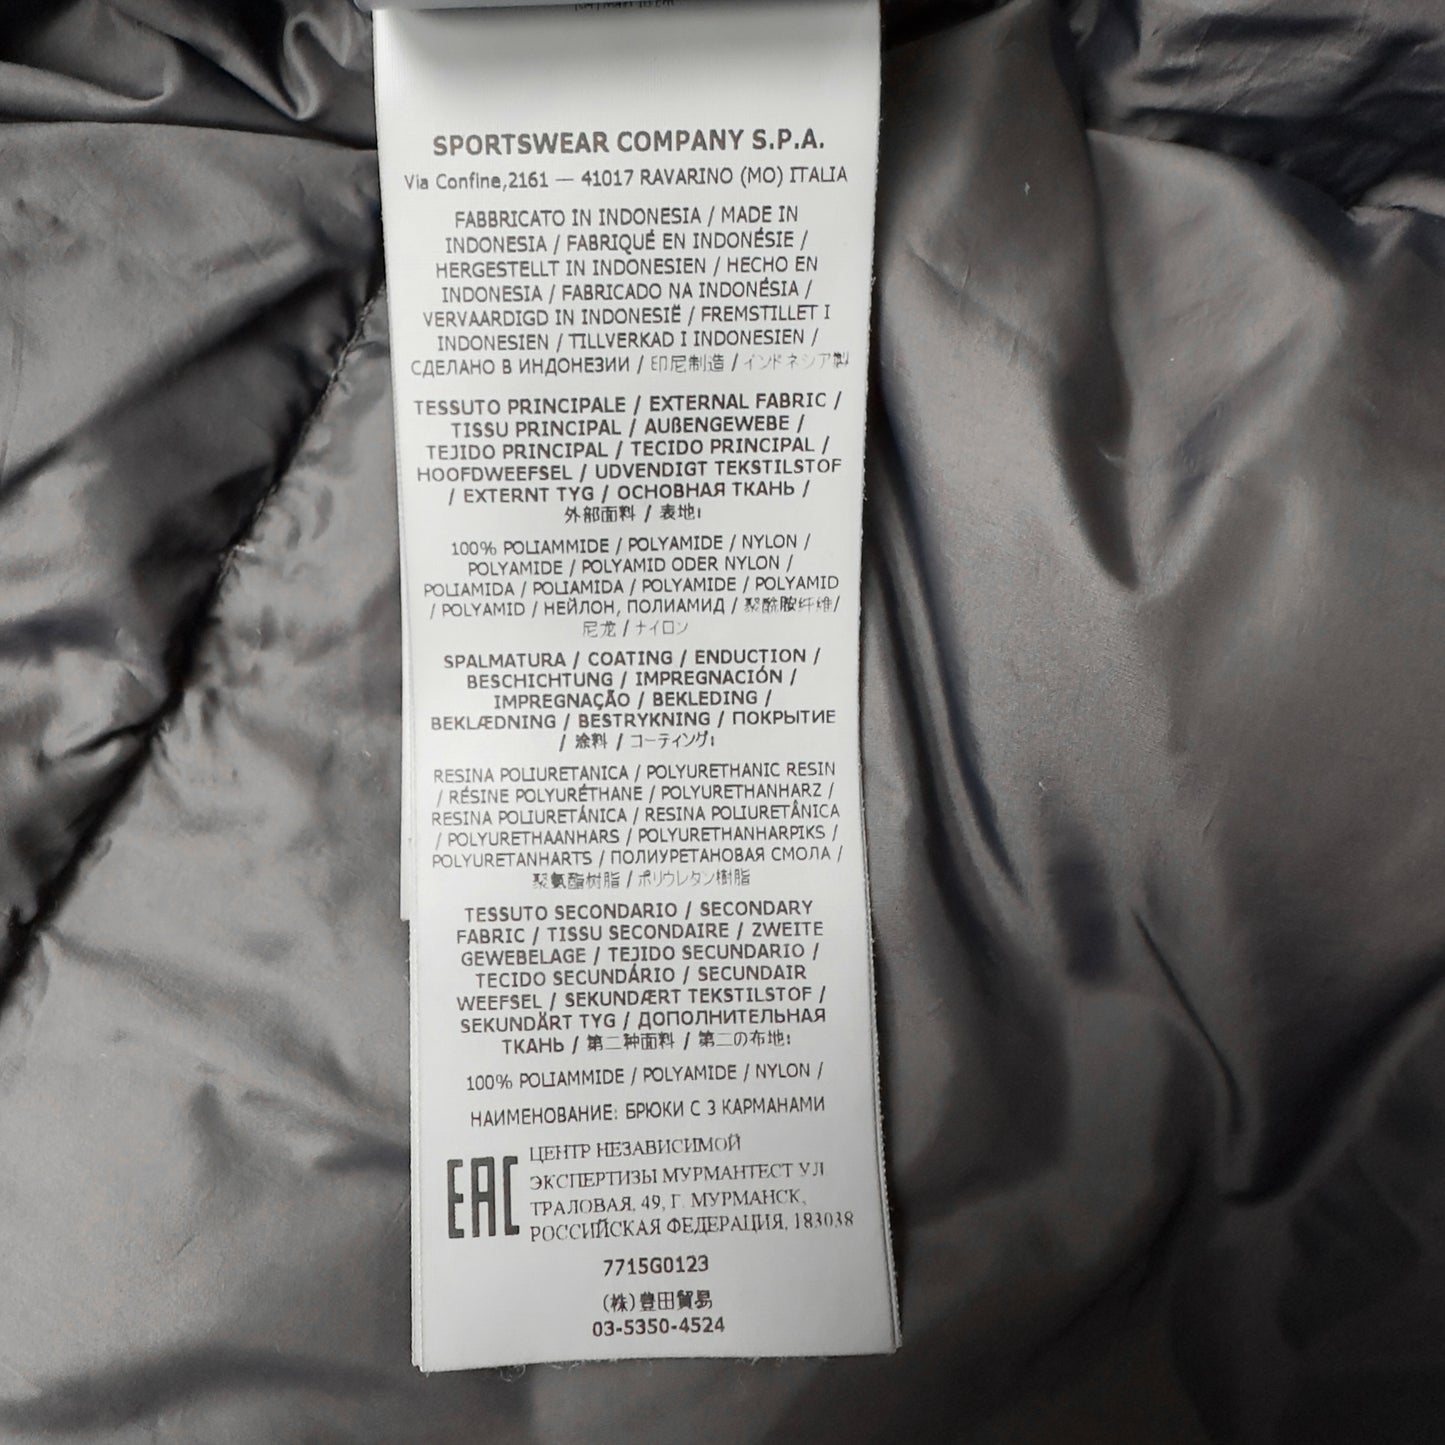 SPORTSWEAR COMPANY S.P.A.
Via Confine,2161 — 41017 RAVARINO (MO) ITALIA
FABBRICATO IN INDONESIA / MADE IN
INDONESIA / FABRIQUÉ EN INDONÉSIE /
HERGESTELLT IN INDONESIEN / HECHO EN
INDONESIA / FABRICADO NA INDONÉSIA /
VERVAARDIGD IN INDONESIË / FREMSTILLET I
INDONESIEN / TILLVERKAD I INDONESIEN /
СДЕЛАНО В ИНДОНЕЗИИ / 印尼制造 / インドネシア製
TESSUTO PRINCIPALE / EXTERNAL FABRIC /
TISSU PRINCIPAL / AUßENGEWEBE /
TEJIDO PRINCIPAL / TECIDO PRINCIPAL /
HOOFDWEEFSEL / UDVENDIGT TEKSTILSTOF
/ EXTERNT TYG / ОСНОВНАЯ ТКАНЬ /
外部面料 / 表地:
100% POLIAMMIDE / POLYAMIDE / NYLON /
POLYAMIDE / POLYAMID ODER NYLON /
POLIAMIDA / POLIAMIDA / POLYAMIDE / POLYAMID
/ POLYAMID / НЕЙЛОН, ПОЛИАМИД / 聚酰胺纤维/
尼龙 / ナイロン
SPALMATURA / COATING / ENDUCTION /
BESCHICHTUNG / IMPREGNACIÓN /
IMPREGNAÇÃO / BEKLEDING /
BEKLÆDNING / BESTRYKNING / ПОКРЫТИЕ
/ 涂料 / コーティング:
RESINA POLIURETANICA / POLYURETHANIC RESIN
/ RÉSINE POLYURÉTHANE / POLYURETHANHARZ /
RESINA POLIURETÁNICA / RESINA POLIURETÂNICA
/ POLYURETHAANHARS / POLYURETHANHARPIKS /
POLYURETANHARTS / ПОЛИУРЕТАНОВАЯ СМОЛА /
聚氨酯树脂 / ポリウレタン樹脂
TESSUTO SECONDARIO / SECONDARY
FABRIC / TISSU SECONDAIRE / ZWEITE
GEWEBELAGE / TEJIDO SECUNDARIO /
TECIDO SECUNDÁRIO / SECUNDAIR
WEEFSEL / SEKUNDÆRT TEKSTILSTOF /
SEKUNDÄRT TYG / ДОПОЛНИТЕЛЬНАЯ
ТКАНЬ / 第二种面料 / 第二の布地:
100% POLIAMMIDE / POLYAMIDE / NYLON /
НАИМЕНОВАНИЕ: БРЮКИ С 3 КАРМАНАМИ
EAC
ЦЕНТР НЕЗАВИСИМОЙ
ЭКСПЕРТИЗЫ МУРМАНТЕСТ УЛ
ТРАЛОВАЯ, 49, Г. МУРМАНСК,
РОССИЙСКАЯ ФЕДЕРАЦИЯ, 183038
7715G0123
(株)豊田貿易
03-5350-4524